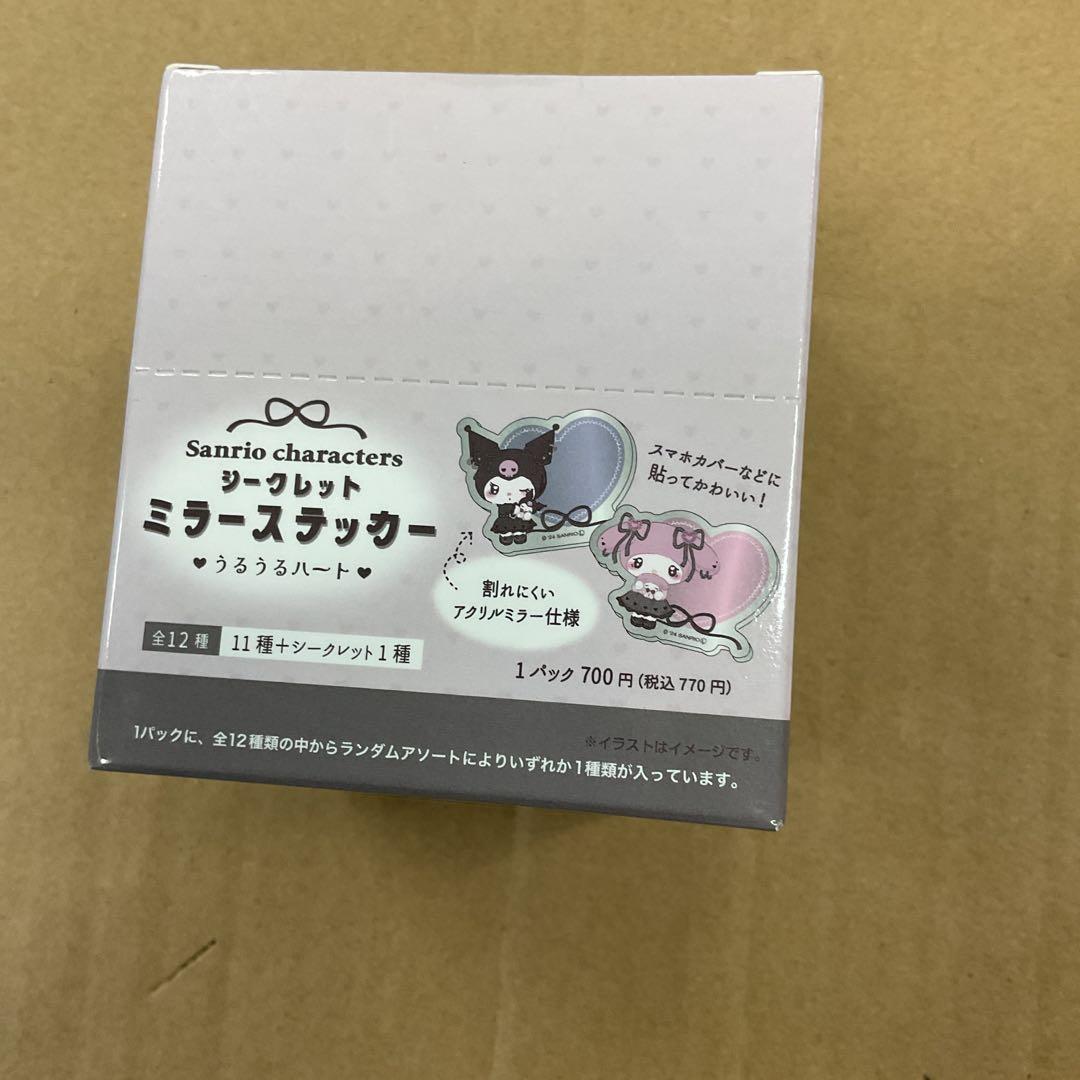 Sanrio characters
シークレット
ミラーステッカー
♥うるうるハート♥
スマホカバーなどに
貼ってかわいい!
© '24 SANRIO Ⓛ
割れにくい
アクリルミラー仕様
© '24 SANRIO Ⓛ
全12種 11種+シークレット1種
1パック 700円(税込770円)
※イラストはイメージです。
1パックに、全12種類の中からランダムアソートによりいずれか1種類が入っています。